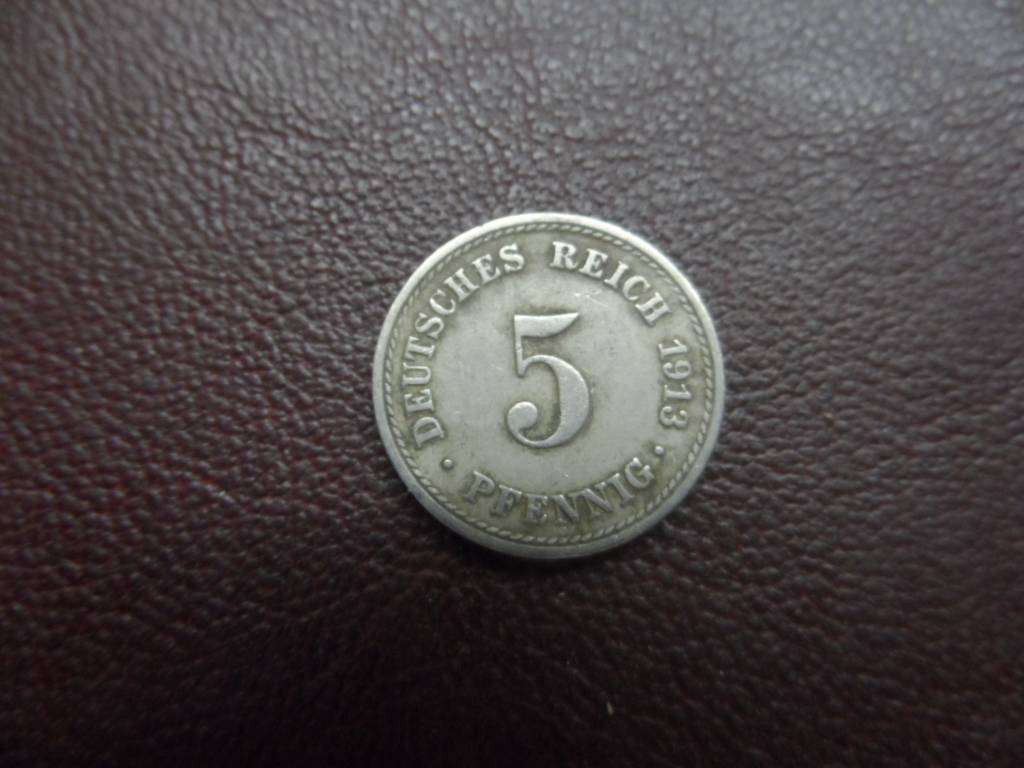 DEUTSCHES REICH 1913
5
· PFENNIG ·